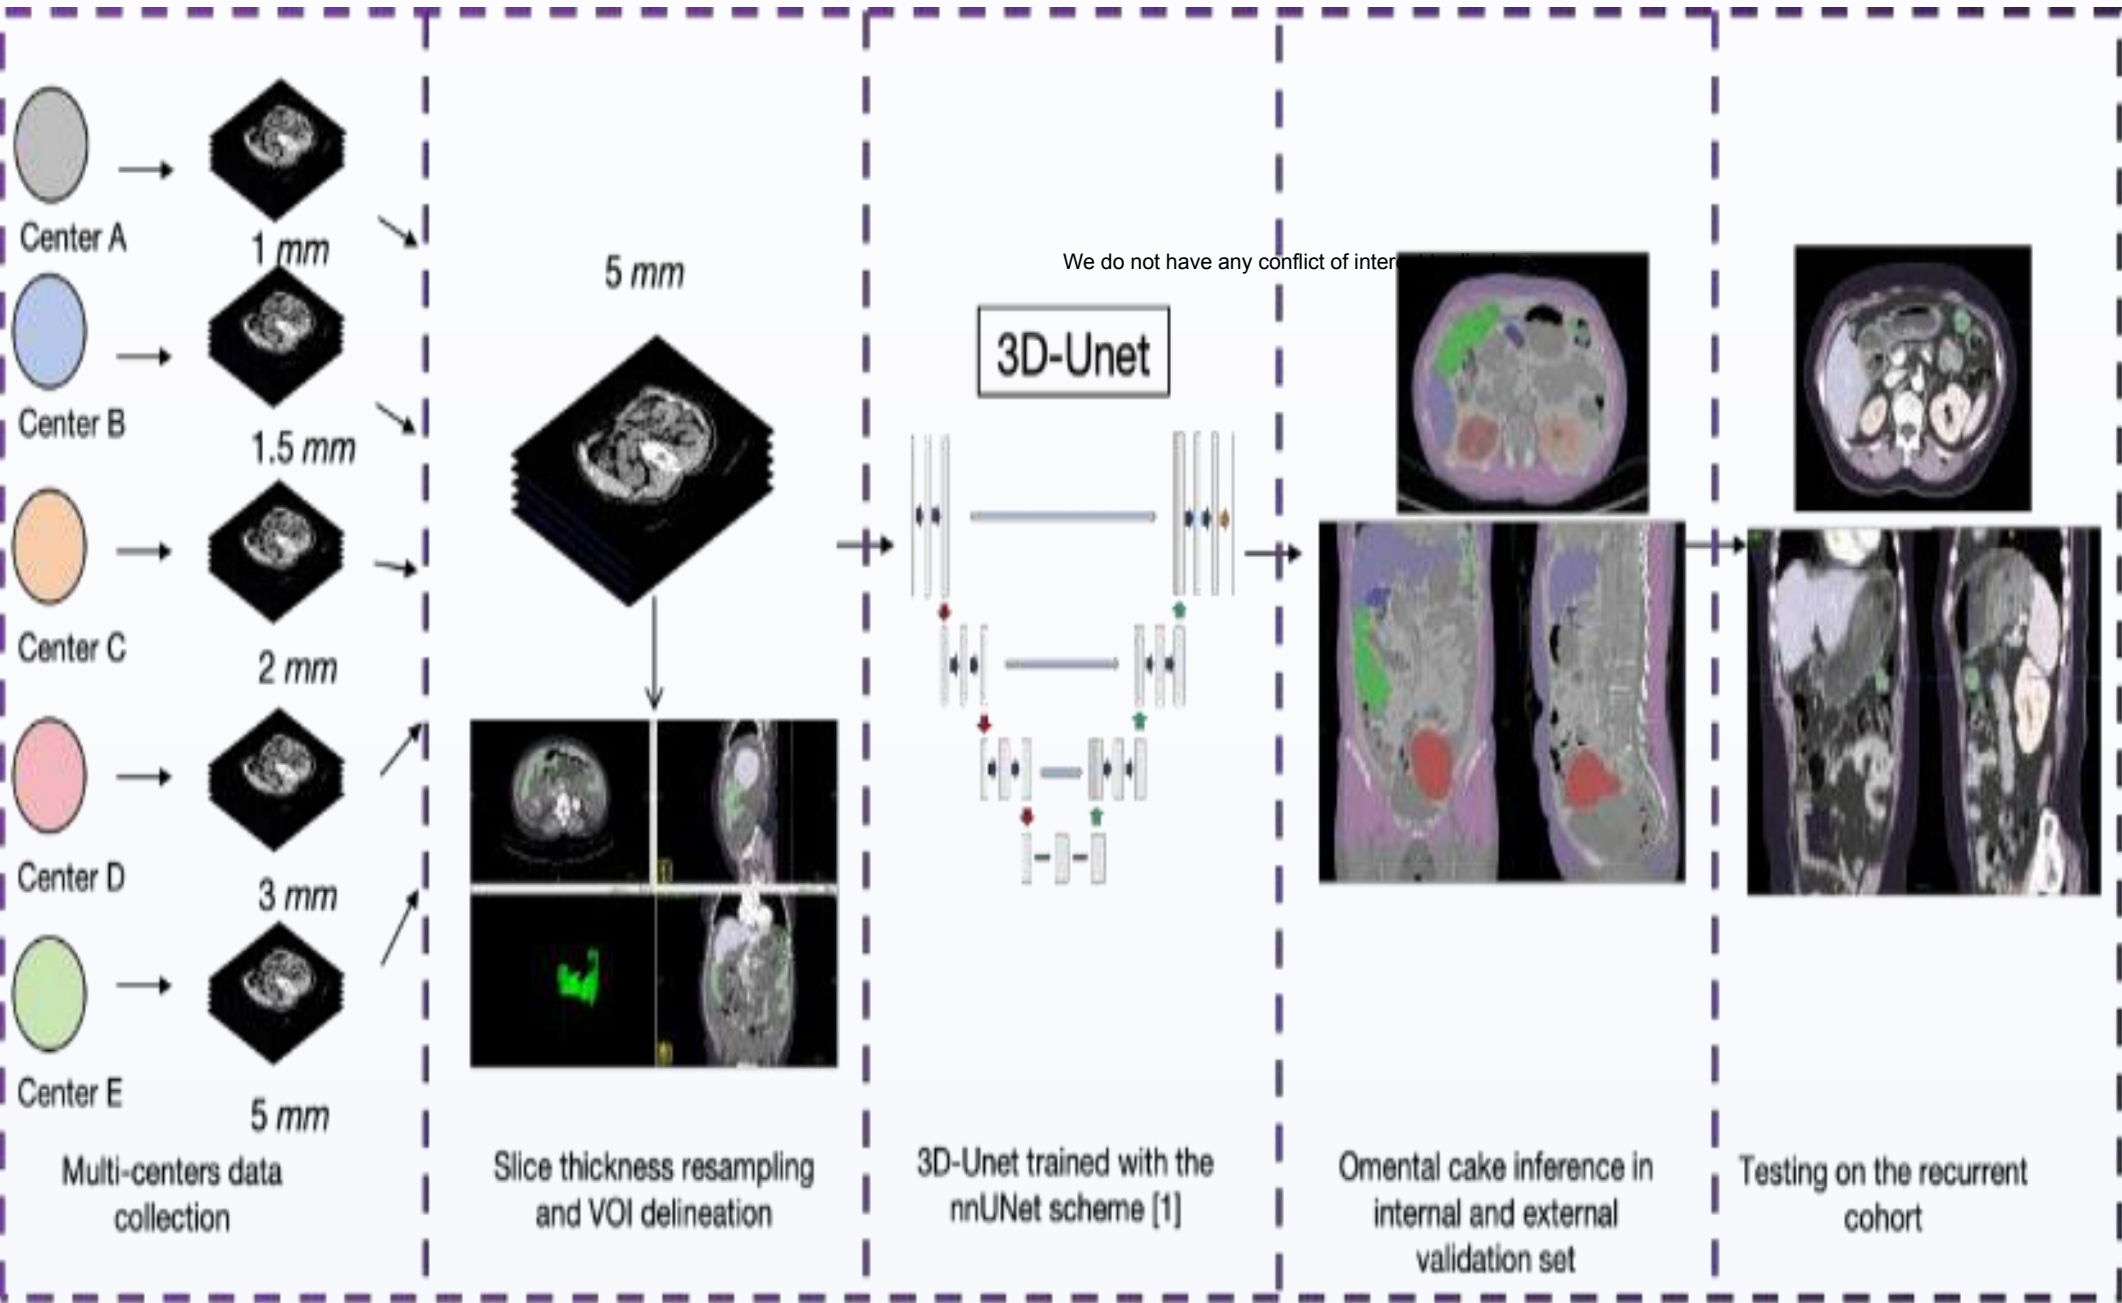 Center A
1 mm
Center B
1.5 mm
Center C
2 mm
Center D
3 mm
Center E
5 mm
Multi-centers data
collection
5 mm
Slice thickness resampling
and VOI delineation
We do not have any conflict of
3D-Unet
3D-Unet trained with the
nnUNet scheme [1]
Omental cake inference in
internal and external
validation set
Testing on the recurrent
cohort